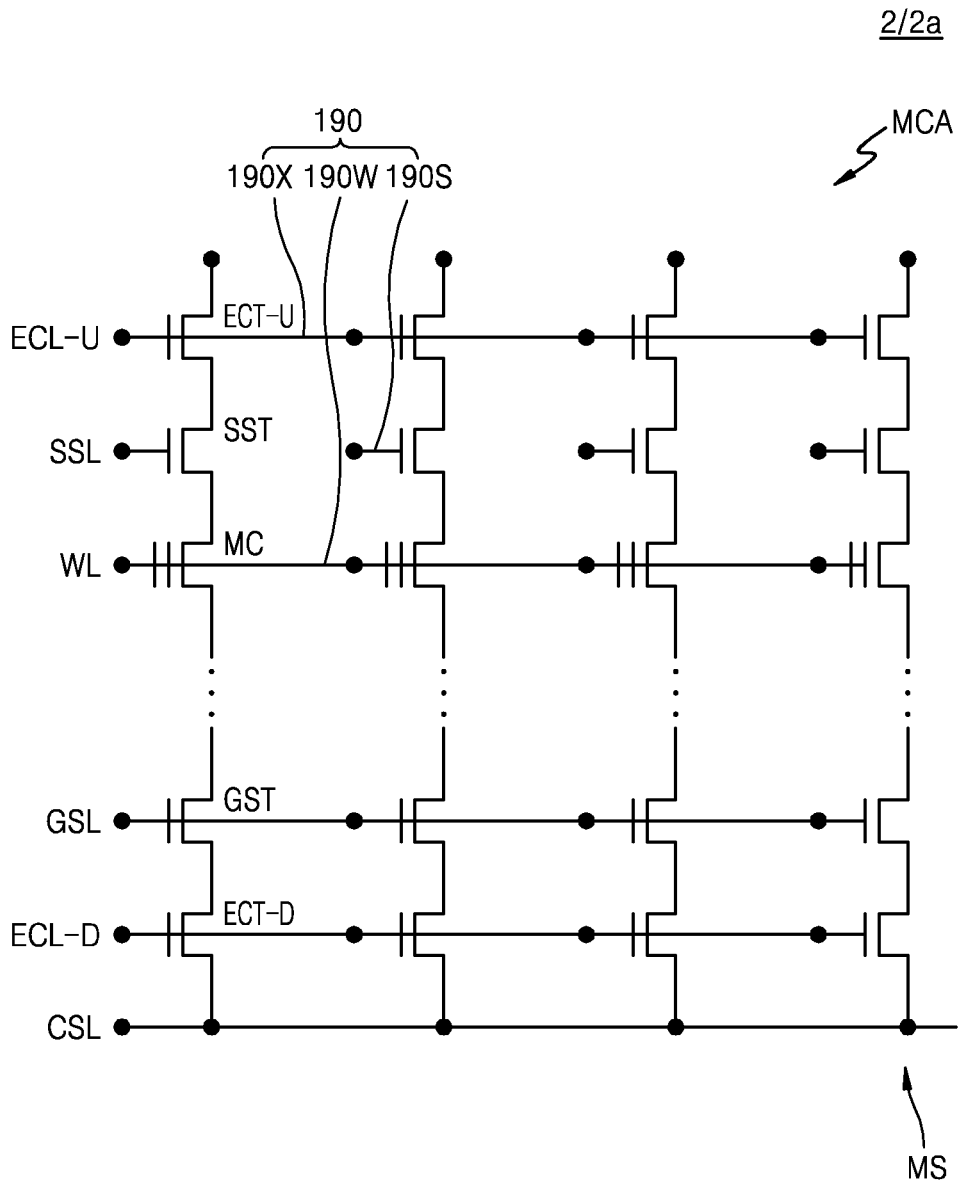 2/2a
MCA
190
190X 190W 190S
ECL-U
ECT-U
SSL
SST
WL
MC
GSL
GST
ECL-D
ECT-D
CSL
MS